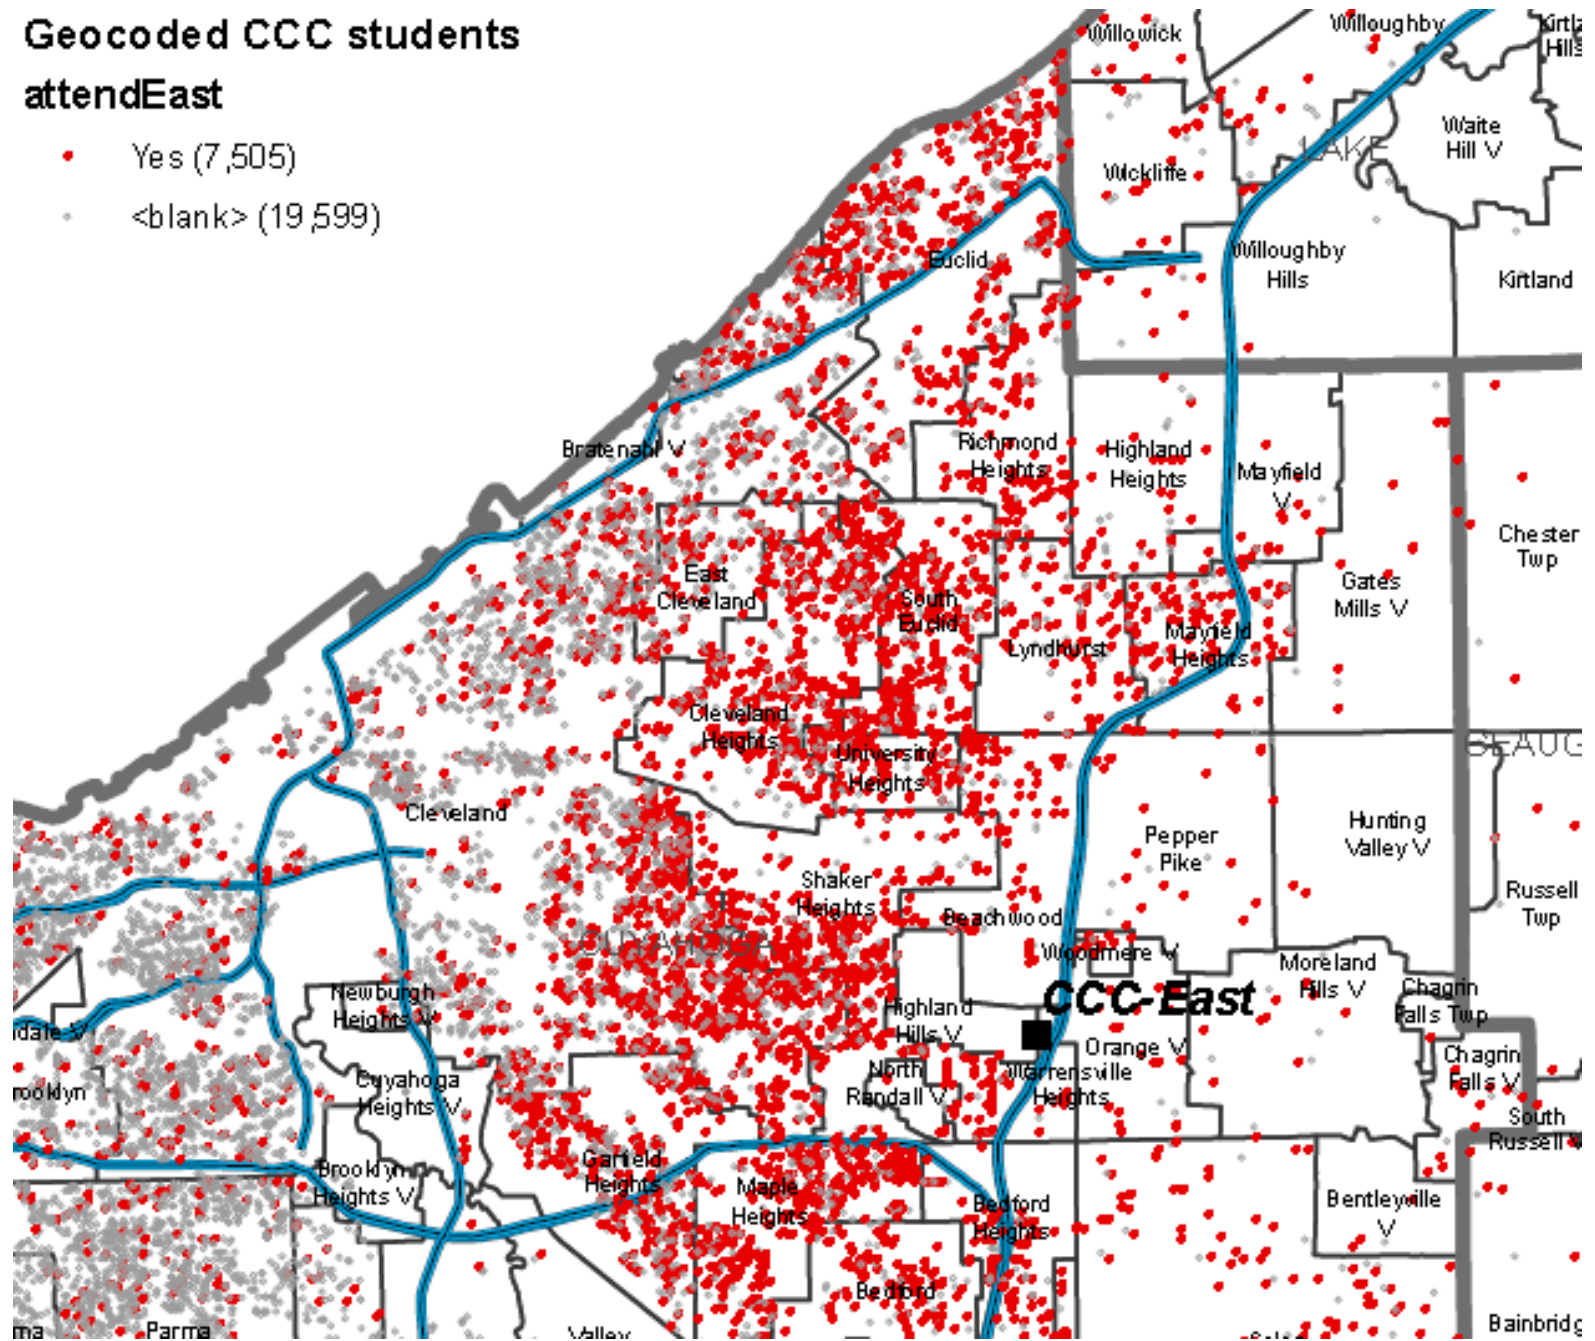 Geocoded CCC students
attendEast
Yes (7,505)
<blank> (19,599)
Willowick
Willoughby
Hills
LAKE
Waite
Hill V
Wickliffe
Euclid
Willoughby
Hills
Kirtland
Bratenahl V
Richmond
Heights
Highland
Heights
Mayfield
V
Chester
Twp
East
Cleveland
South
Euclid
Gates
Mills V
Lyndhurst
Mayfield
Heights
Cleveland
Heights
University
Heights
Cleveland
Pepper
Pike
Hunting
Valley V
Shaker
Heights
Russell
Twp
Beachwood
CUYAHOGA
Woodmere V
Moreland
Hills V
Chagrin
Falls Twp
CCC-East
Newburgh
Heights V
Highland
Hills V
Orange V
Chagrin
Falls V
North
Randall V
Warrensville
Heights
Cuyahoga
Heights V
South
Russell V
Garfield
Heights
Brooklyn
Heights V
Maple
Heights
Bedford
Heights
Bentleyville
V
Bedford
Parma
Valley